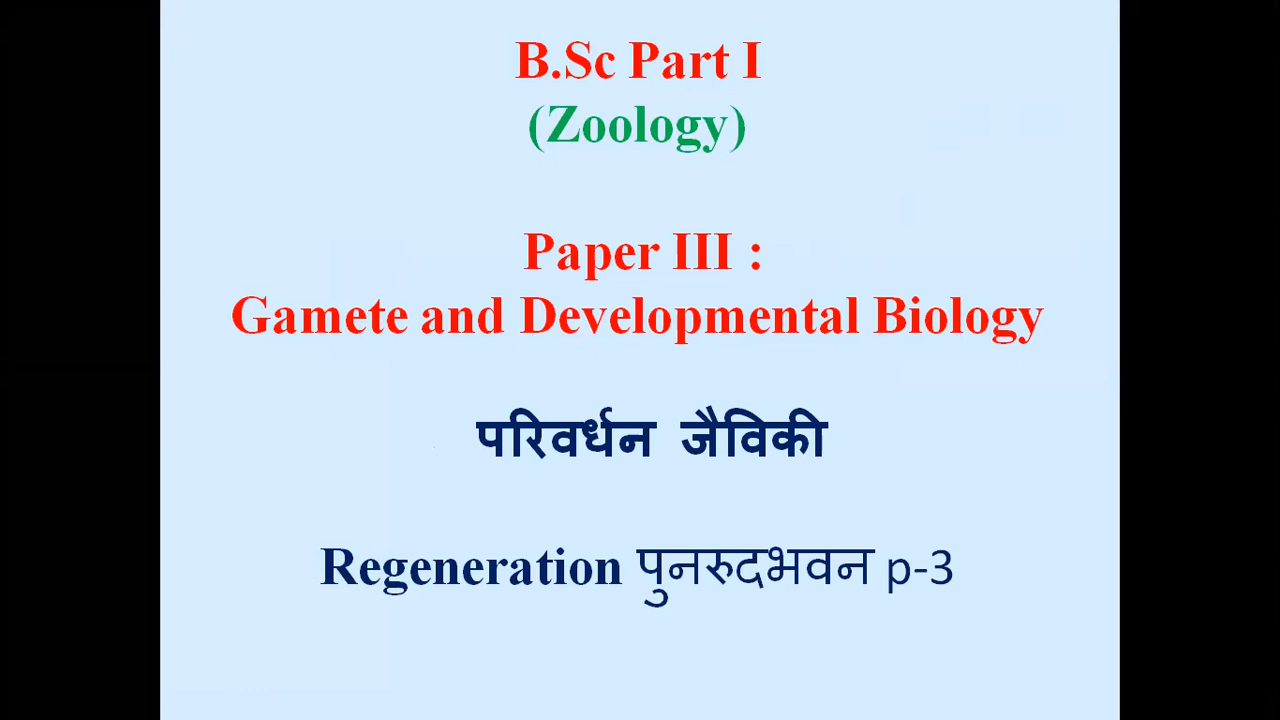 B.Sc Part I
(Zoology)
Paper III :
Gamete and Developmental Biology
परिवर्धन जैविकी
Regeneration पुनरुदभवन p-3